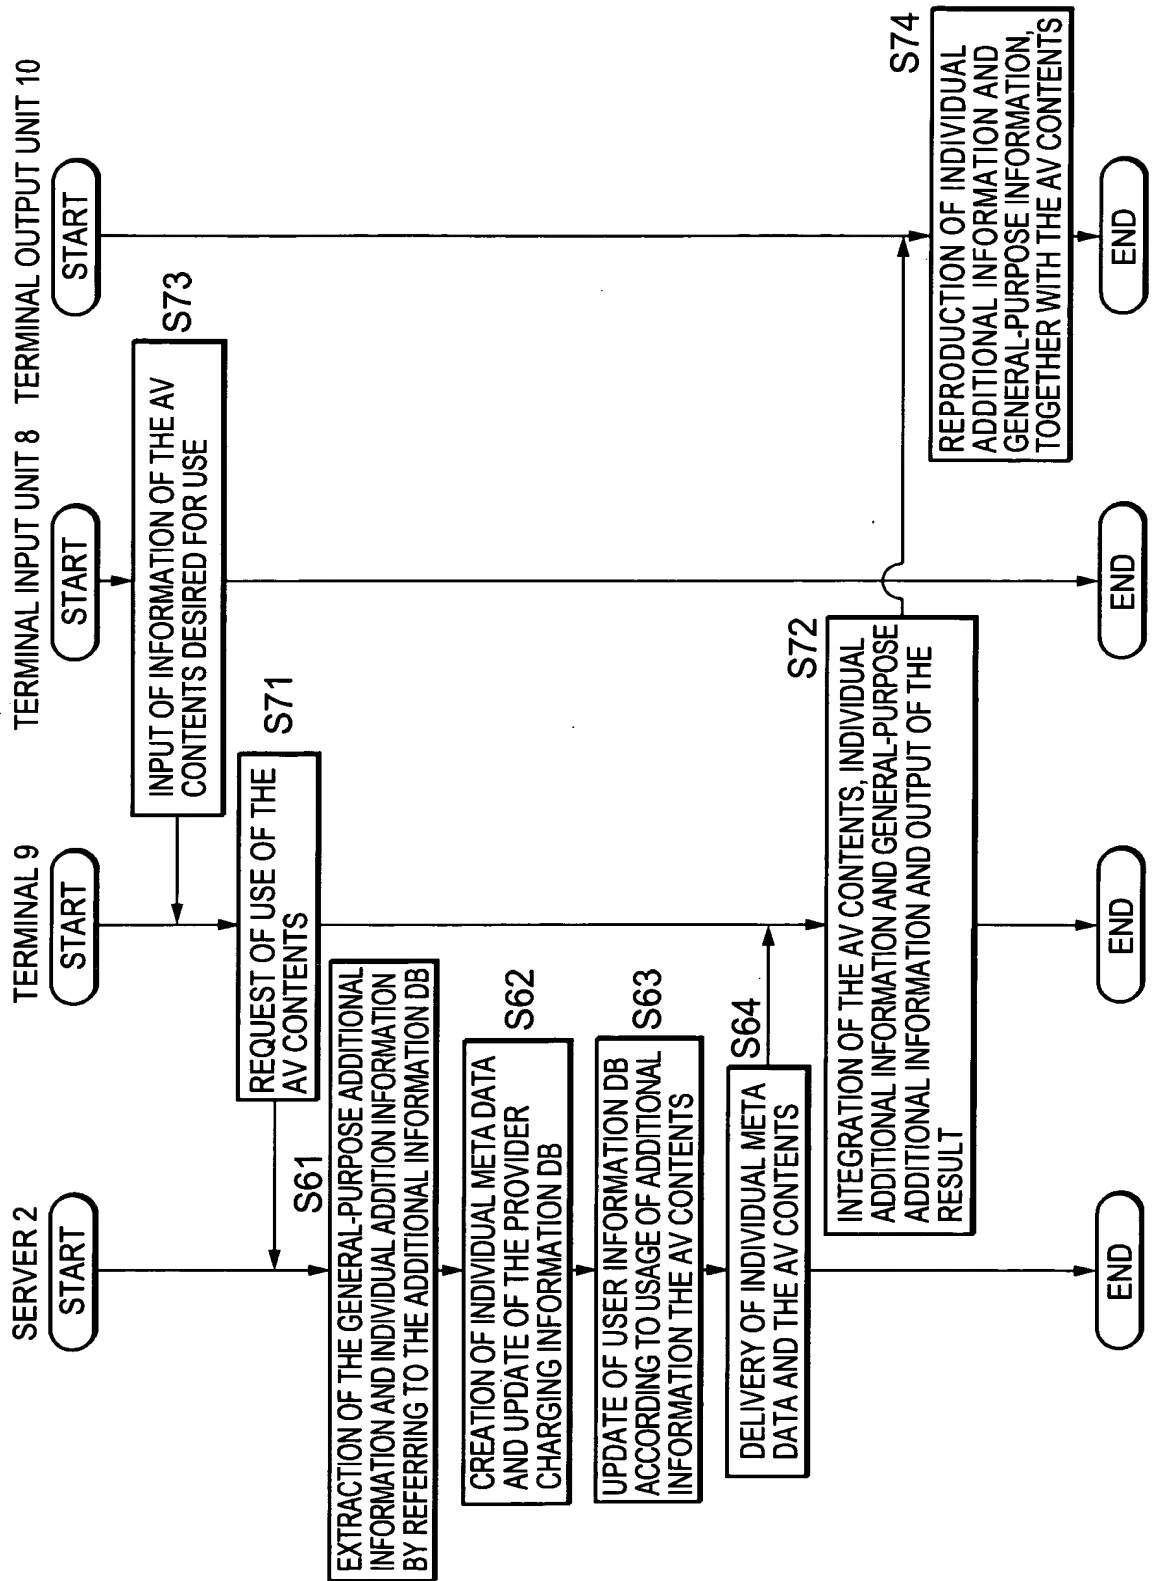 SERVER 2
TERMINAL 9
TERMINAL INPUT UNIT 8
TERMINAL OUTPUT UNIT 10
START
START
START
START
S73
INPUT OF INFORMATION OF THE AV
CONTENTS DESIRED FOR USE
S71
REQUEST OF USE OF THE
AV CONTENTS
S61
EXTRACTION OF THE GENERAL-PURPOSE ADDITIONAL
INFORMATION AND INDIVIDUAL ADDITION INFORMATION
BY REFERRING TO THE ADDITIONAL INFORMATION DB
S62
CREATION OF INDIVIDUAL META DATA
AND UPDATE OF THE PROVIDER
CHARGING INFORMATION DB
S63
UPDATE OF USER INFORMATION DB
ACCORDING TO USAGE OF ADDITIONAL
INFORMATION THE AV CONTENTS
S64
DELIVERY OF INDIVIDUAL META
DATA AND THE AV CONTENTS
S72
INTEGRATION OF THE AV CONTENTS, INDIVIDUAL
ADDITIONAL INFORMATION AND GENERAL-PURPOSE
ADDITIONAL INFORMATION AND OUTPUT OF THE
RESULT
S74
REPRODUCTION OF INDIVIDUAL
ADDITIONAL INFORMATION AND
GENERAL-PURPOSE INFORMATION,
TOGETHER WITH THE AV CONTENTS
END
END
END
END